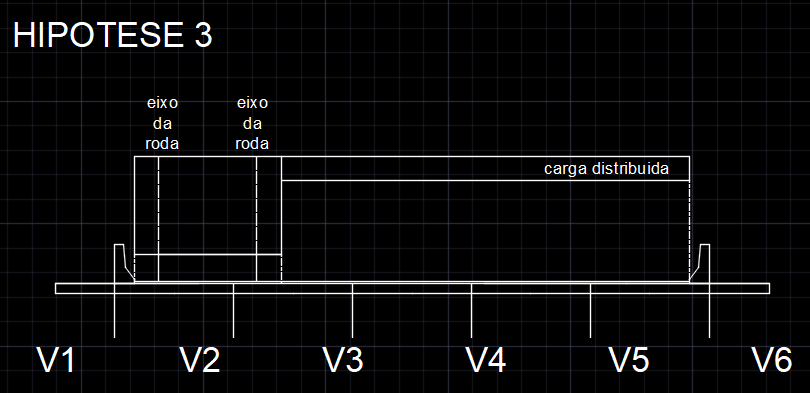 HIPOTESE 3
eixo
da
roda
eixo
da
roda
carga distribuida
V1
V2
V3
V4
V5
V6